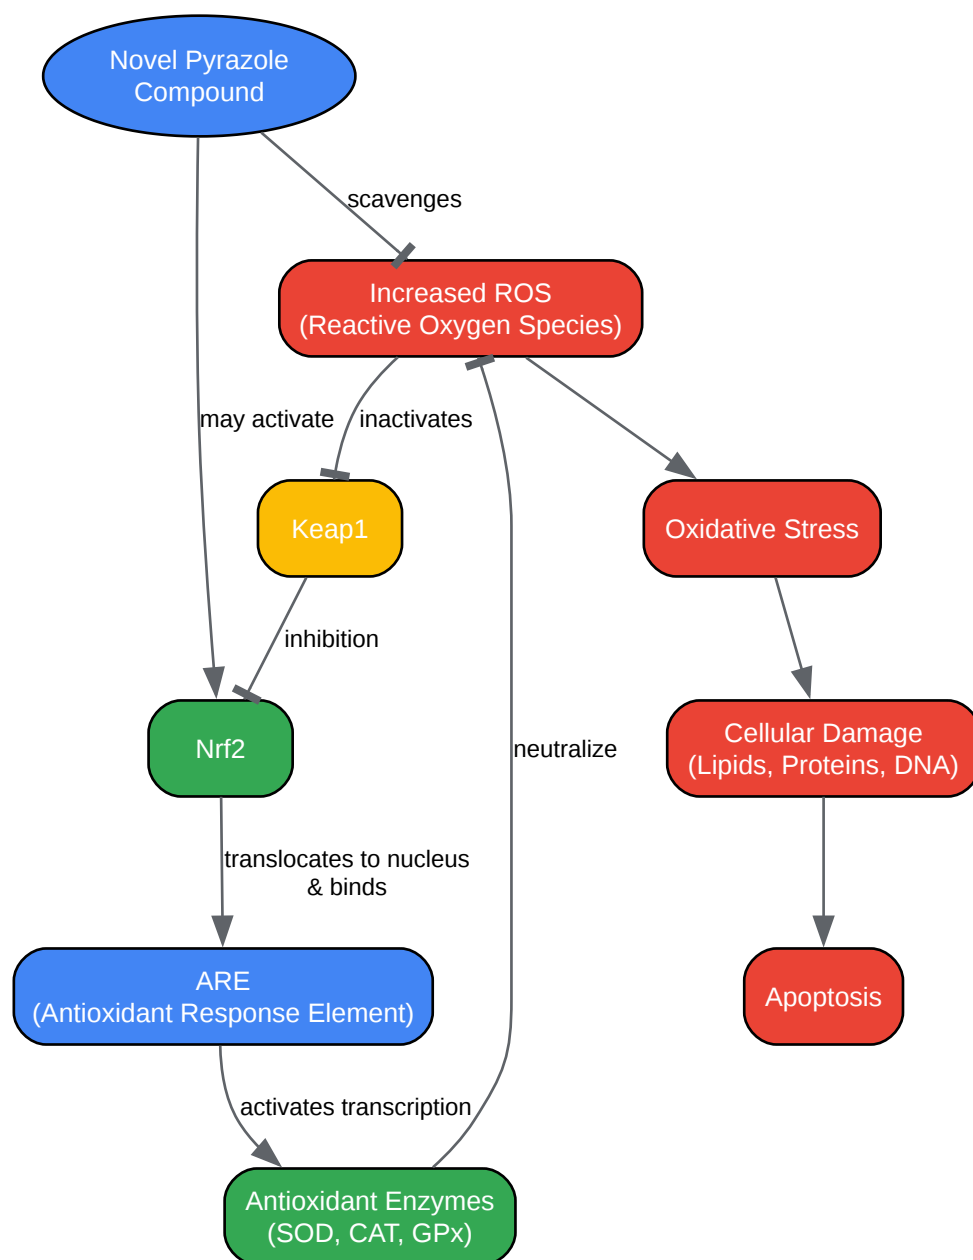 Novel Pyrazole
Compound
scavenges
Increased ROS
(Reactive Oxygen Species)
may activate
inactivates
Keap1
Oxidative Stress
inhibition
Nrf2
neutralize
Cellular Damage
(Lipids, Proteins, DNA)
translocates to nucleus
& binds
ARE
(Antioxidant Response Element)
Apoptosis
activates transcription
Antioxidant Enzymes
(SOD, CAT, GPx)